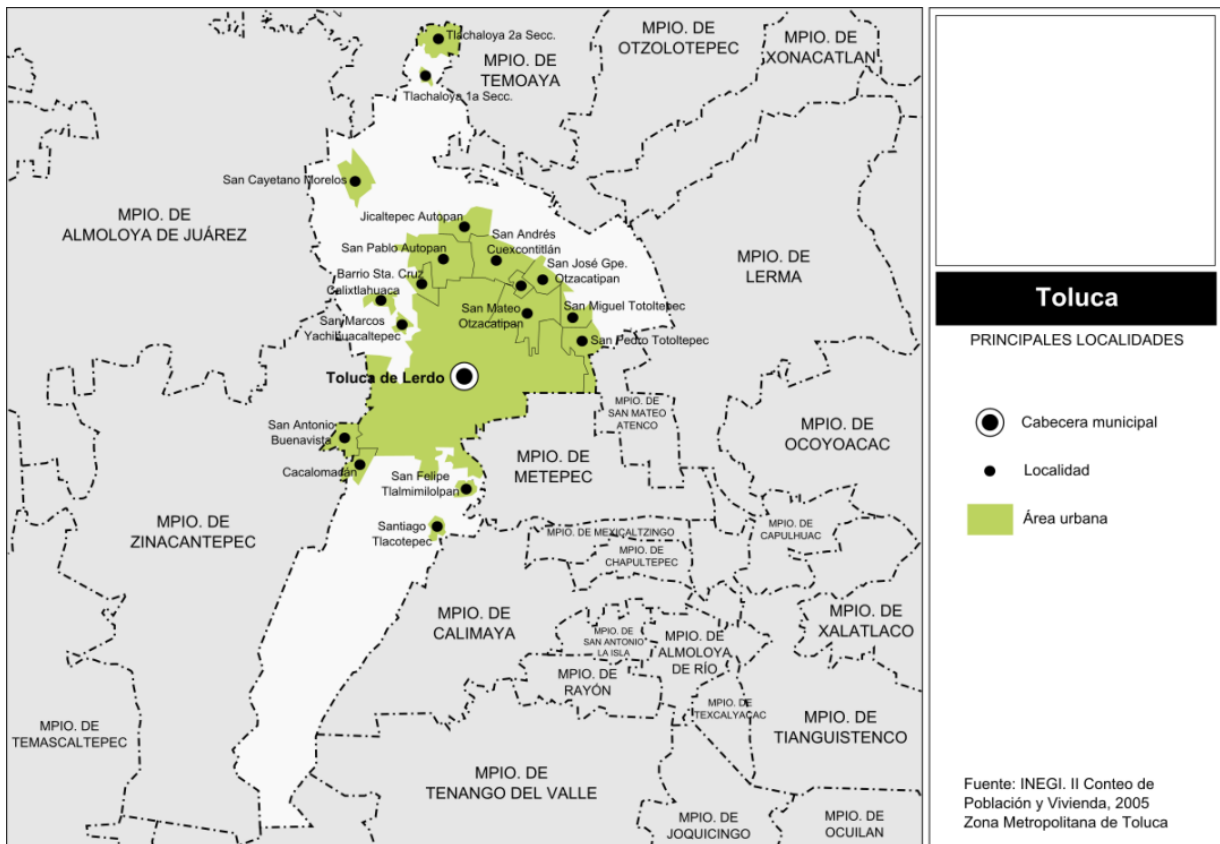 Tlachaloya 2a Secc.
MPIO. DE
TEMOAYA
Tlachaloya 1a Secc.
MPIO. DE
OTZOLOTEPEC
MPIO. DE
XONACATLAN
San Cayetano Morelos
MPIO. DE
ALMOLOYA DE JUÁREZ
Jicaltepec Autopan
San Pablo Autopan
San Andrés
Cuexcontitlán
Barrio Sta. Cruz
Calixtlahuaca
San José Gpe.
Otzacatipan
MPIO. DE
LERMA
San Marcos
Yachihuacaltepec
San Mateo
Otzacatipan
San Miguel Totoltepec
San Pedro Totoltepec
Toluca de Lerdo
MPIO. DE
SAN MATEO
ATENCO
San Antonio
Buenavista
Cacalomacán
San Felipe
Tlalmimilolpan
MPIO. DE
METEPEC
MPIO. DE
OCOYOACAC
MPIO. DE
ZINACANTEPEC
Santiago
Tlacotepec
MPIO. DE MEXICALTZINGO
MPIO. DE
CHAPULTEPEC
MPIO. DE
CAPULHUAC
MPIO. DE
CALIMAYA
MPIO. DE
SAN ANTONIO
LA ISLA
MPIO. DE
ALMOLOYA
DE RÍO
MPIO. DE
XALATLACO
MPIO. DE
RAYÓN
MPIO. DE
TEXCALYACAC
MPIO. DE
TEMASCALTEPEC
MPIO. DE
TIANGUISTENCO
MPIO. DE
TENANGO DEL VALLE
MPIO. DE
JOQUICINGO
MPIO. DE
OCUILAN
Toluca
PRINCIPALES LOCALIDADES
Cabecera municipal
Localidad
Área urbana
Fuente: INEGI. II Conteo de
Población y Vivienda, 2005
Zona Metropolitana de Toluca